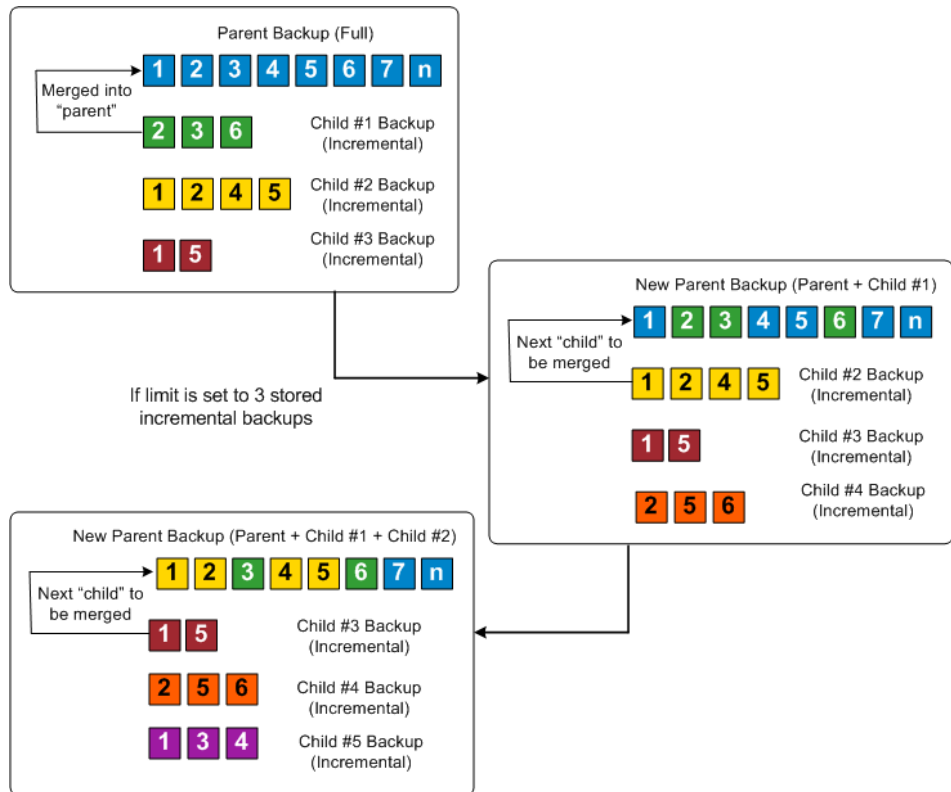 Parent Backup (Full)
1 2 3 4 5 6 7 n
Merged into
“parent”
2 3 6
Child #1 Backup
(Incremental)
1 2 4 5
Child #2 Backup
(Incremental)
1 5
Child #3 Backup
(Incremental)
If limit is set to 3 stored
incremental backups
New Parent Backup (Parent + Child #1)
1 2 3 4 5 6 7 n
Next “child” to
be merged
1 2 4 5
Child #2 Backup
(Incremental)
1 5
Child #3 Backup
(Incremental)
2 5 6
Child #4 Backup
(Incremental)
New Parent Backup (Parent + Child #1 + Child #2)
1 2 3 4 5 6 7 n
Next “child” to
be merged
1 5
Child #3 Backup
(Incremental)
2 5 6
Child #4 Backup
(Incremental)
1 3 4
Child #5 Backup
(Incremental)